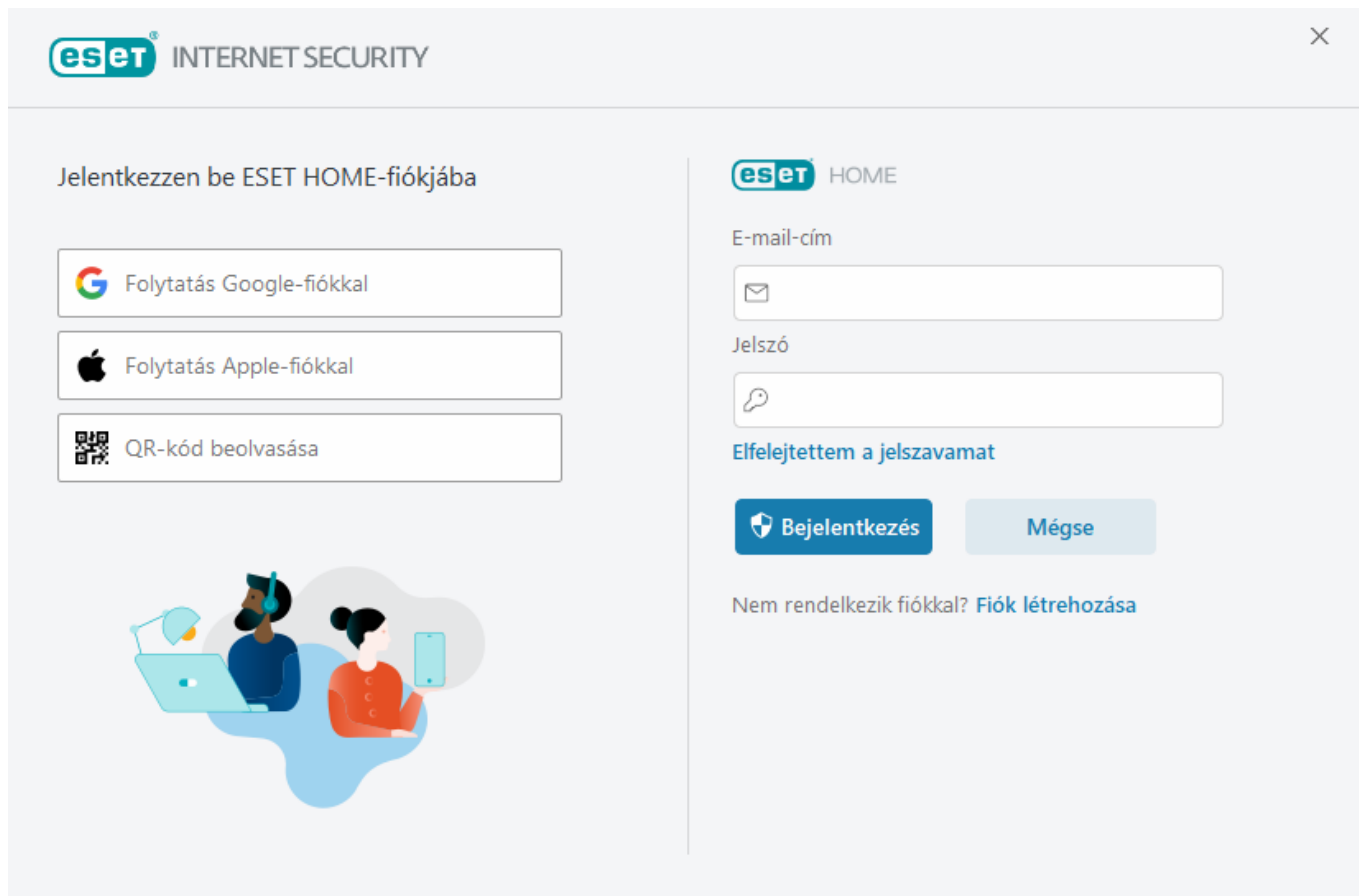 eseT® INTERNET SECURITY
Jelentkezzen be ESET HOME-fiókjába
Folytatás Google-fiókkal
Folytatás Apple-fiókkal
QR-kód beolvasása
eseT HOME
E-mail-cím
Jelszó
Elfelejtettem a jelszavamat
Bejelentkezés
Mégse
Nem rendelkezik fiókkal? Fiók létrehozása